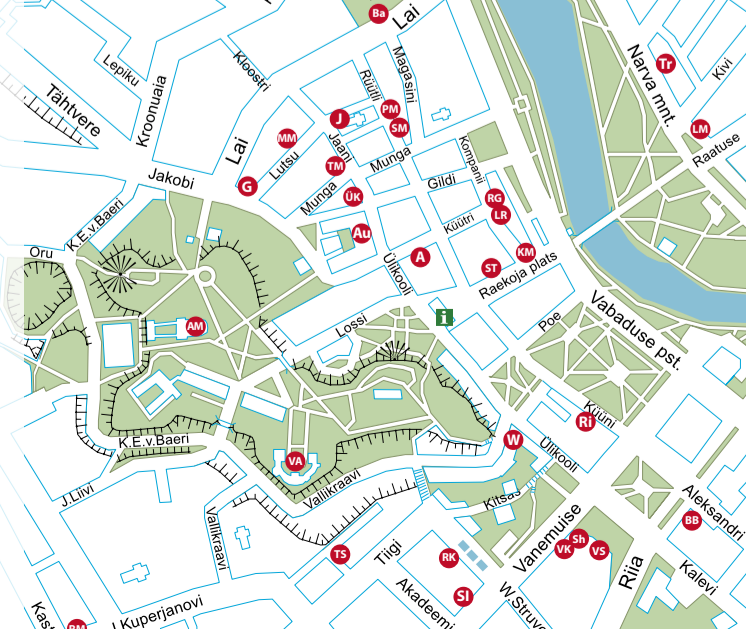 Ba
Lai
Lepiku
Kloostri
Rüütli
Magasini
Narva mnt.
Tr
Kivi
Tähtvere
Kroonuaia
PM
J
SM
LM
MM
Lai
Jaani
Raatuse
Lutsu
TM
Munga
Kompanii
Jakobi
G
Gildi
Munga
ÜK
RG
LR
K.E.v.Baeri
Küütri
Au
Oru
A
KM
Ülikooli
ST
Raekoja plats
i
Vabaduse pst.
Lossi
Poe
AM
Küüni
Ri
K.E.v.Baeri
W
Ülikooli
VA
J.Liivi
Vallikraavi
Kitsas
Aleksandri
Vallikraavi
Vanemuise
BB
Sh
VK
VS
TS
Tiigi
RK
Riia
Kalevi
Akadeemi
SI
W.Struve
J.Kuperjanovi
Kast